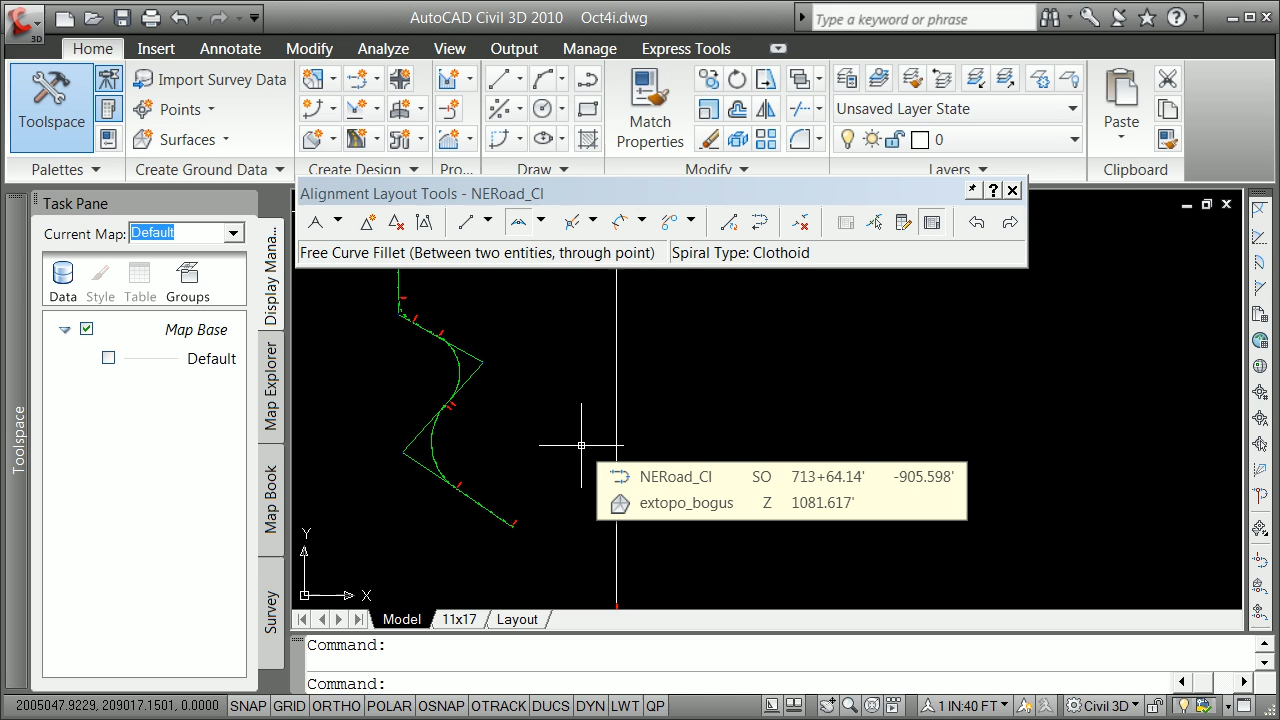 AutoCAD Civil 3D 2010 Oct4i.dwg
Type a keyword or phrase
3D
Home Insert Annotate Modify Analyze View Output Manage Express Tools
Toolspace
Import Survey Data
Points
Surfaces
Match
Properties
Unsaved Layer State
0
Paste
Palettes
Create Ground Data
Create Design
Pro...
Draw
Modify
Layers
Clipboard
Alignment Layout Tools - NERoad_Cl
Free Curve Fillet (Between two entities, through point)
Spiral Type: Clothoid
Task Pane
Current Map: Default
Data Style Table Groups
Map Base
Default
Toolspace
Display Mana...
Map Explorer
Map Book
Survey
NERoad_Cl SO 713+64.14' -905.598'
extopo_bogus Z 1081.617'
Y
X
Model 11x17 Layout
Command:
Command:
2005047.9229, 209017.1501, 0.0000 SNAP GRID ORTHO POLAR OSNAP OTRACK DUCS DYN LWT QP
1 IN:40 FT
Civil 3D